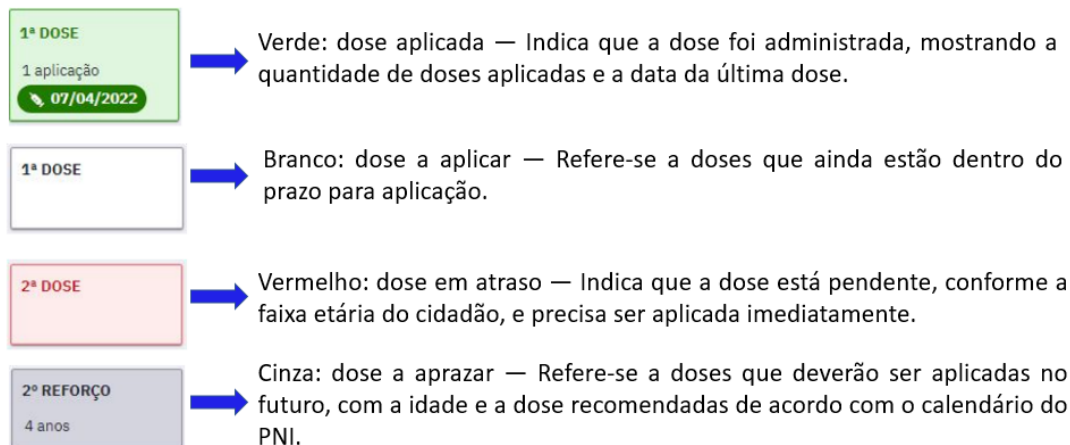 1ª DOSE
1 aplicação
07/04/2022
Verde: dose aplicada — Indica que a dose foi administrada, mostrando a
quantidade de doses aplicadas e a data da última dose.
1ª DOSE
Branco: dose a aplicar — Refere-se a doses que ainda estão dentro do
prazo para aplicação.
2ª DOSE
Vermelho: dose em atraso — Indica que a dose está pendente, conforme a
faixa etária do cidadão, e precisa ser aplicada imediatamente.
2º REFORÇO
4 anos
Cinza: dose a aprazar — Refere-se a doses que deverão ser aplicadas no
futuro, com a idade e a dose recomendadas de acordo com o calendário do
PNI.